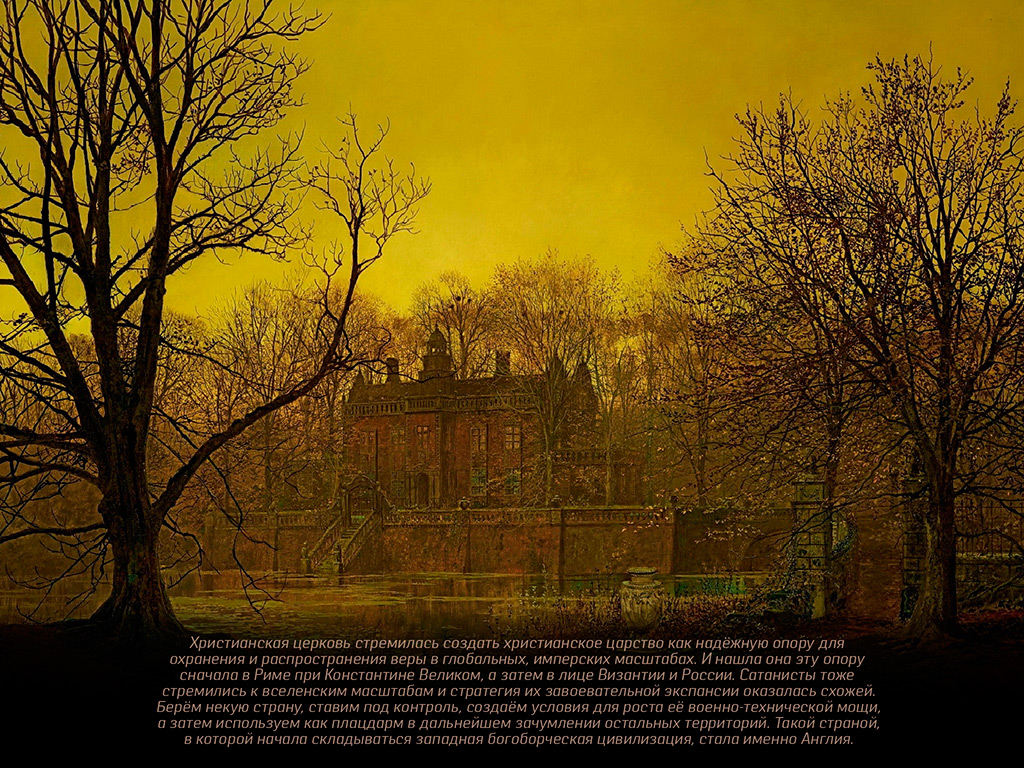 Христианская церковь стремилась создать христианское царство как надёжную опору для
охранения и распространения веры в глобальных, имперских масштабах. И нашла она эту опору
сначала в Риме при Константине Великом, а затем в лице Византии и России. Сатанисты тоже
стремились к вселенским масштабам и стратегия их завоевательной экспансии оказалась схожей.
Берём некую страну, ставим под контроль, создаём условия для роста её военно-технической мощи,
а затем используем как плацдарм в дальнейшем зачумлении остальных территорий. Такой страной,
в которой начала складываться западная богоборческая цивилизация, стала именно Англия.